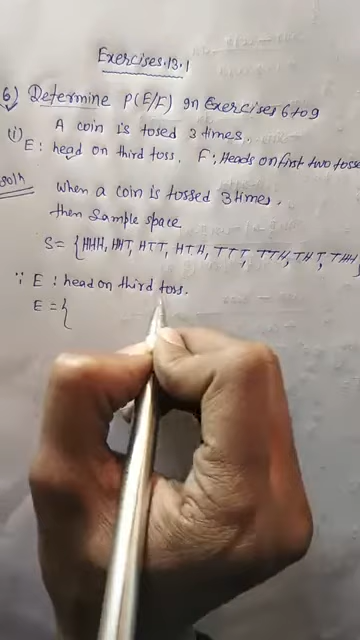 Exercises.13.1
6) Determine P(E/F) in Exercises 6 to 9
(i) A coin is tosed 3 times.
E: head on third toss. F: Heads on first two tosses
Soln when a coin is tossed 3 times.
then Sample space
S= {HHH, HHT, HTT, HTH, TTT, TTH, THT, THH
∵ E : head on third toss.
E = {